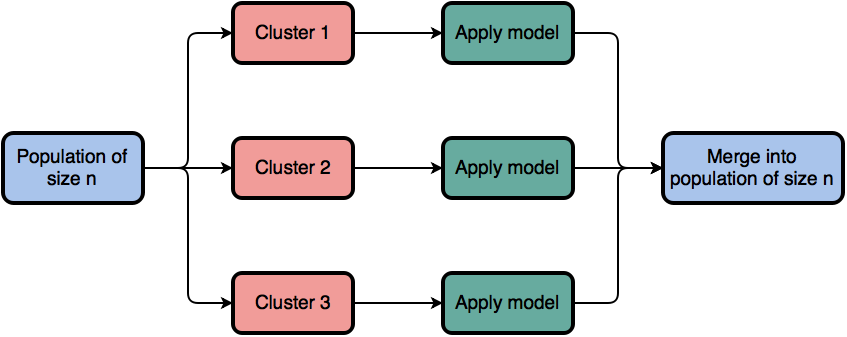 Cluster 1
Apply model
Population of
size n
Cluster 2
Apply model
Merge into
population of size n
Cluster 3
Apply model